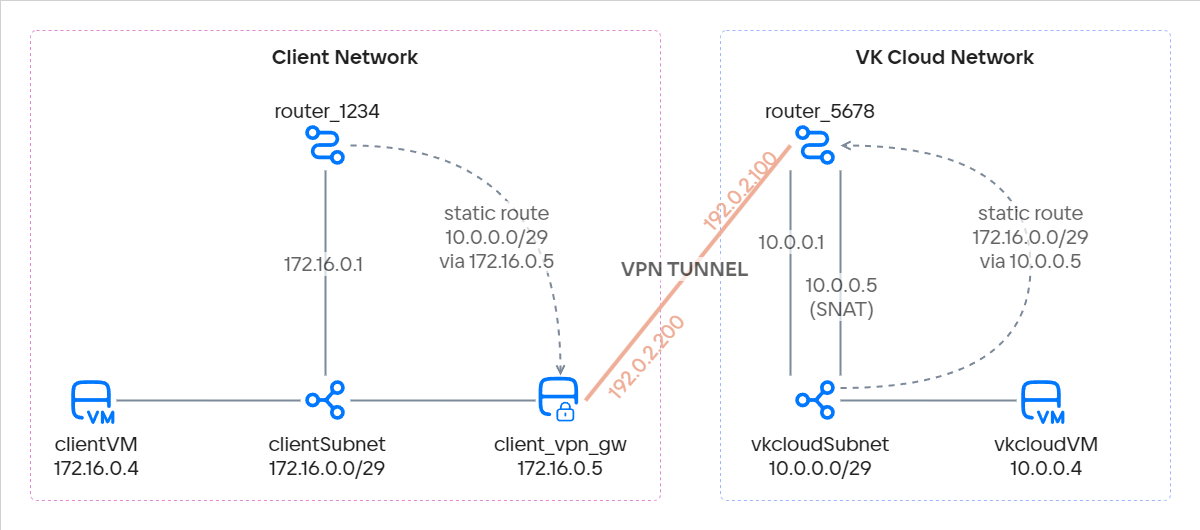 Client Network
VK Cloud Network
router_1234
router_5678
192.0.2.100
static route
10.0.0.0/29
via 172.16.0.5
static route
172.16.0.0/29
via 10.0.0.5
10.0.0.1
172.16.0.1
VPN TUNNEL
10.0.0.5
(SNAT)
192.0.2.200
VM
VM
clientVM
172.16.0.4
clientSubnet
172.16.0.0/29
client_vpn_gw
172.16.0.5
vkcloudSubnet
10.0.0.0/29
vkcloudVM
10.0.0.4